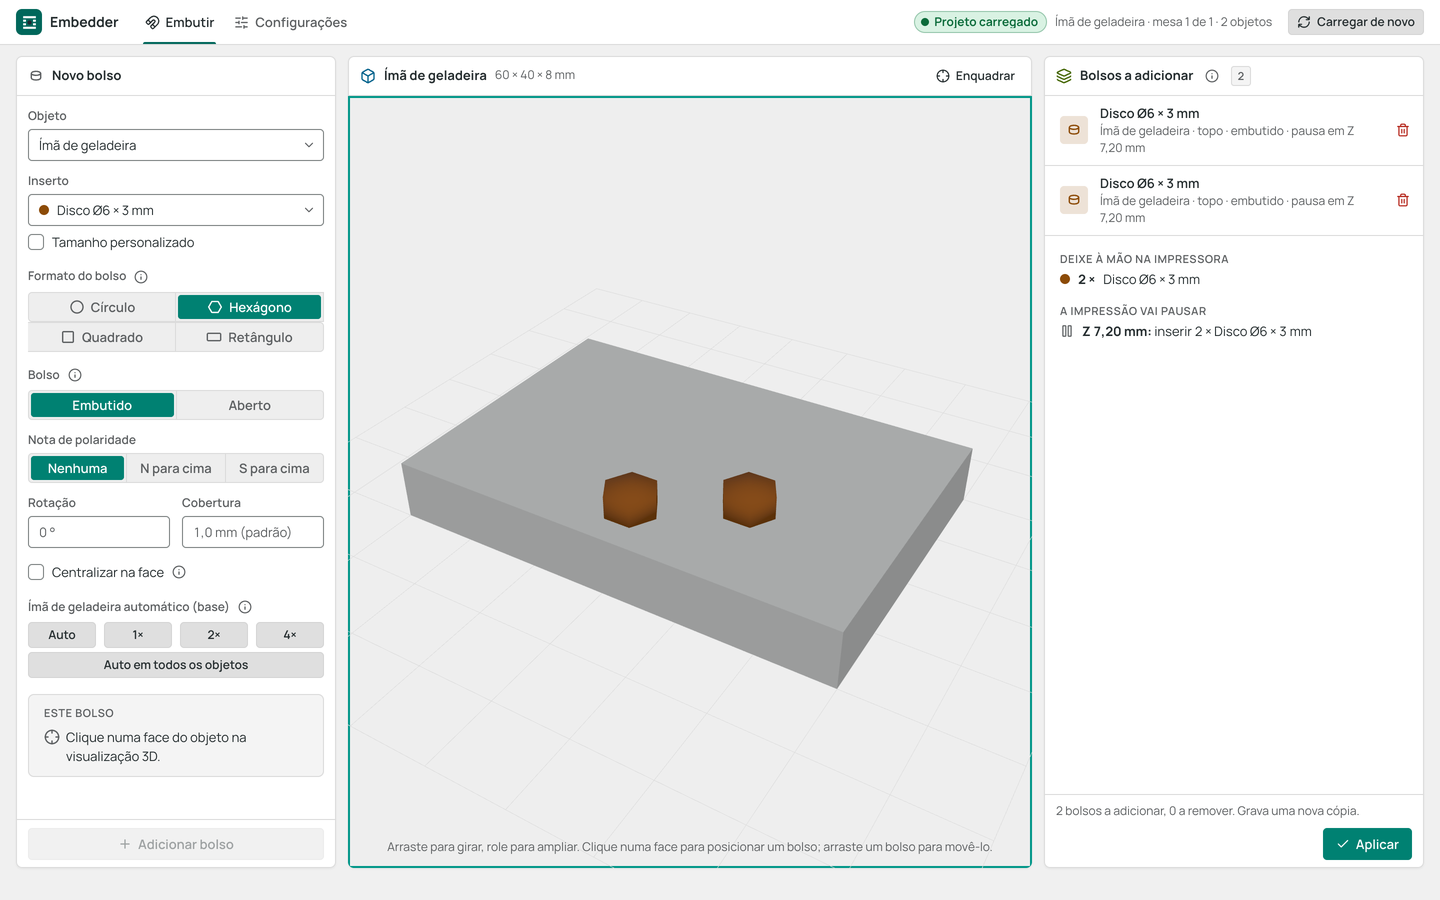 Embedder
Embutir
Configurações
Projeto carregado
Ímã de geladeira · mesa 1 de 1 · 2 objetos
Carregar de novo
Novo bolso
Objeto
Ímã de geladeira
Inserto
Disco Ø6 × 3 mm
Tamanho personalizado
Formato do bolso
Círculo
Hexágono
Quadrado
Retângulo
Bolso
Embutido
Aberto
Nota de polaridade
Nenhuma
N para cima
S para cima
Rotação
Cobertura
0 °
1,0 mm (padrão)
Centralizar na face
Ímã de geladeira automático (base)
Auto
1×
2×
4×
Auto em todos os objetos
ESTE BOLSO
Clique numa face do objeto na
visualização 3D.
Adicionar bolso
Ímã de geladeira 60 × 40 × 8 mm
Enquadrar
Arraste para girar, role para ampliar. Clique numa face para posicionar um bolso; arraste um bolso para movê-lo.
Bolsos a adicionar
2
Disco Ø6 × 3 mm
Ímã de geladeira · topo · embutido · pausa em Z
7,20 mm
Disco Ø6 × 3 mm
Ímã de geladeira · topo · embutido · pausa em Z
7,20 mm
DEIXE À MÃO NA IMPRESSORA
2 × Disco Ø6 × 3 mm
A IMPRESSÃO VAI PAUSAR
Z 7,20 mm: inserir 2 × Disco Ø6 × 3 mm
2 bolsos a adicionar, 0 a remover. Grava uma nova cópia.
Aplicar